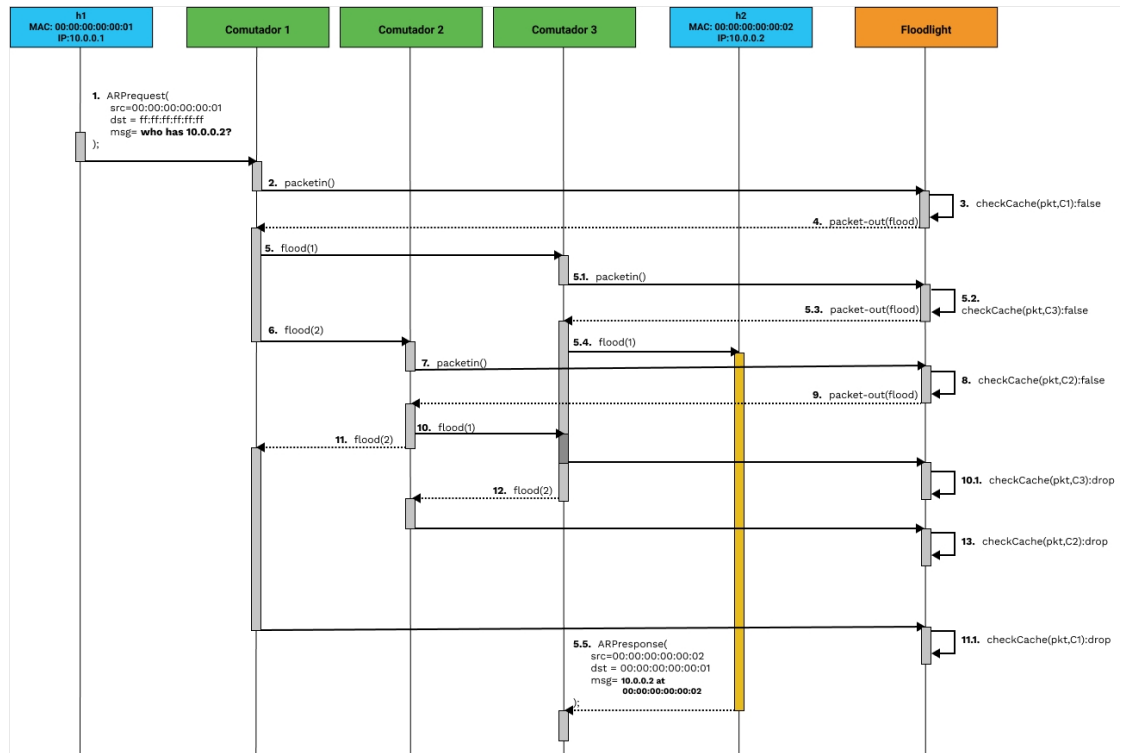 h1
MAC: 00:00:00:00:00:01
IP:10.0.0.1
Comutador 1
Comutador 2
Comutador 3
h2
MAC: 00:00:00:00:00:02
IP:10.0.0.2
Floodlight
1. ARPrequest(
src=00:00:00:00:00:01
dst = ff:ff:ff:ff:ff:ff
msg= who has 10.0.0.2?
);
2. packetin()
3. checkCache(pkt,C1):false
4. packet-out(flood)
5. flood(1)
5.1. packetin()
5.2.
checkCache(pkt,C3):false
5.3. packet-out(flood)
6. flood(2)
5.4. flood(1)
7. packetin()
8. checkCache(pkt,C2):false
9. packet-out(flood)
10. flood(1)
11. flood(2)
10.1. checkCache(pkt,C3):drop
12. flood(2)
13. checkCache(pkt,C2):drop
11.1. checkCache(pkt,C1):drop
5.5. ARPresponse(
src=00:00:00:00:00:02
dst = 00:00:00:00:00:01
msg= 10.0.0.2 at
00:00:00:00:00:02
);